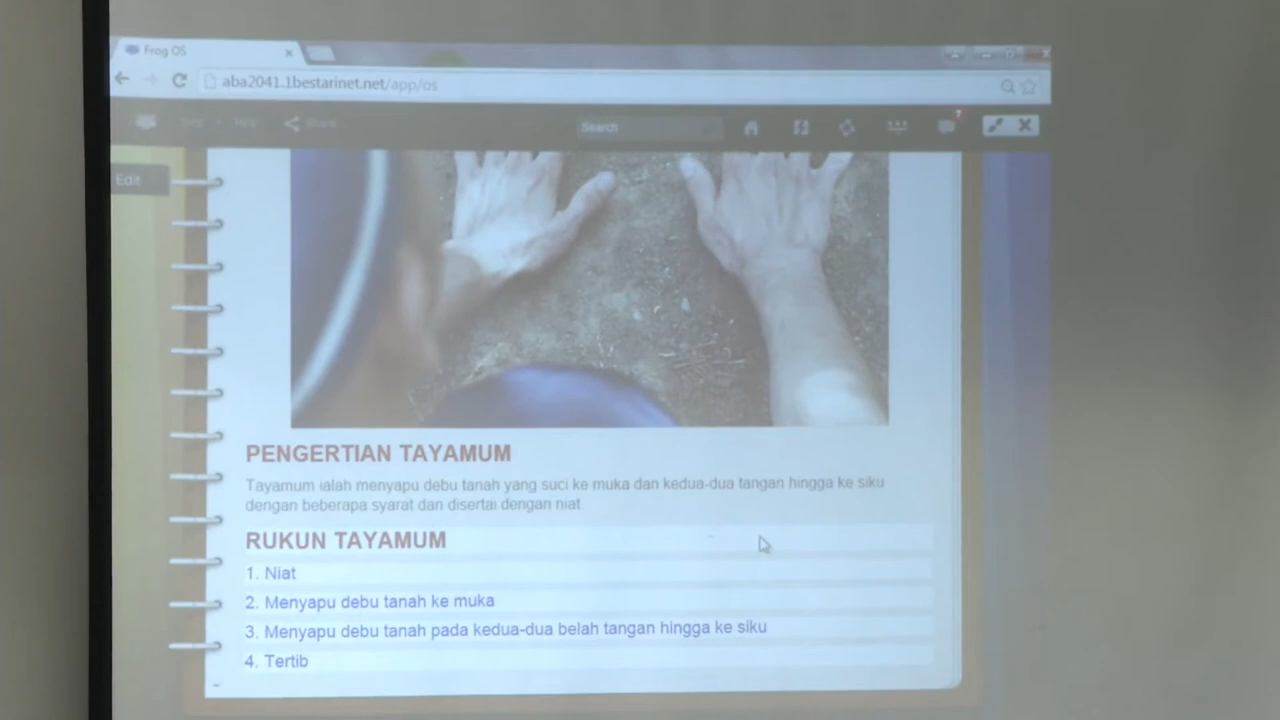 Frog OS
aba2041.1bestarinet.net/app/os
Help
Share
Search
Edit
PENGERTIAN TAYAMUM
Tayamum ialah menyapu debu tanah yang suci ke muka dan kedua-dua tangan hingga ke siku
dengan beberapa syarat dan disertai dengan niat
RUKUN TAYAMUM
1. Niat
2. Menyapu debu tanah ke muka
3. Menyapu debu tanah pada kedua-dua belah tangan hingga ke siku
4. Tertib